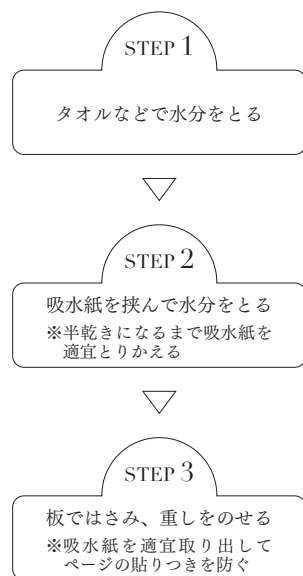 STEP 1
タオルなどで水分をとる
STEP 2
吸水紙を挟んで水分をとる
※半乾きになるまで吸水紙を
適宜とりかえる
STEP 3
板ではさみ、重しをのせる
※吸水紙を適宜取り出して
ページの貼りつきを防ぐ